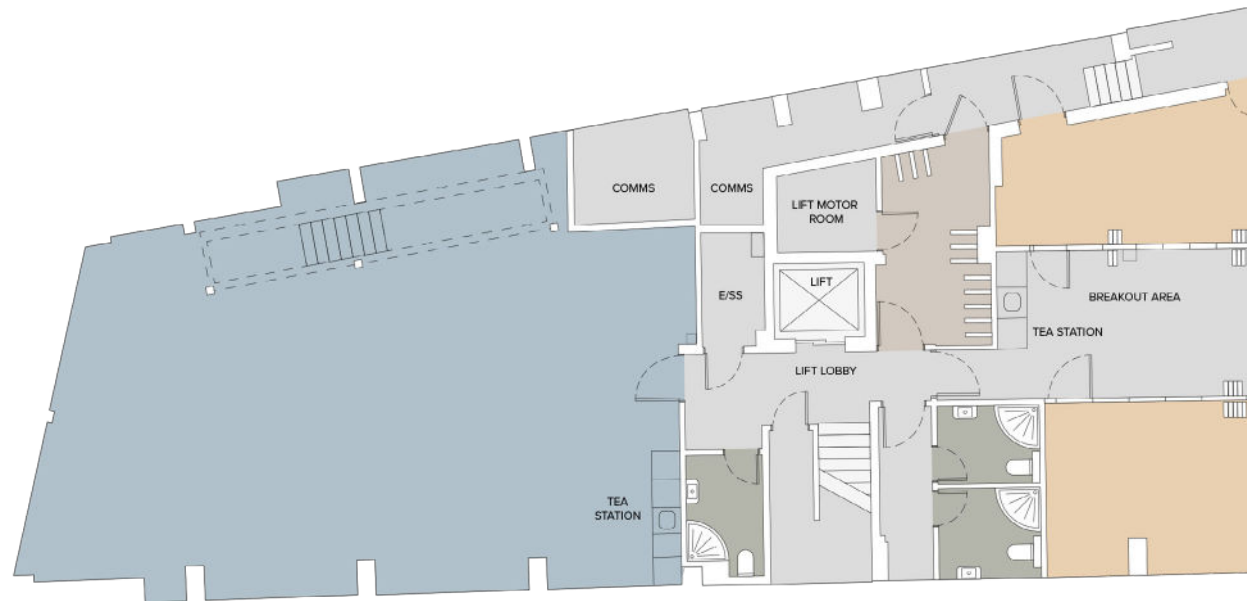 COMMS
COMMS
LIFT MOTOR
ROOM
E/SS
LIFT
BREAKOUT AREA
TEA STATION
LIFT LOBBY
TEA
STATION